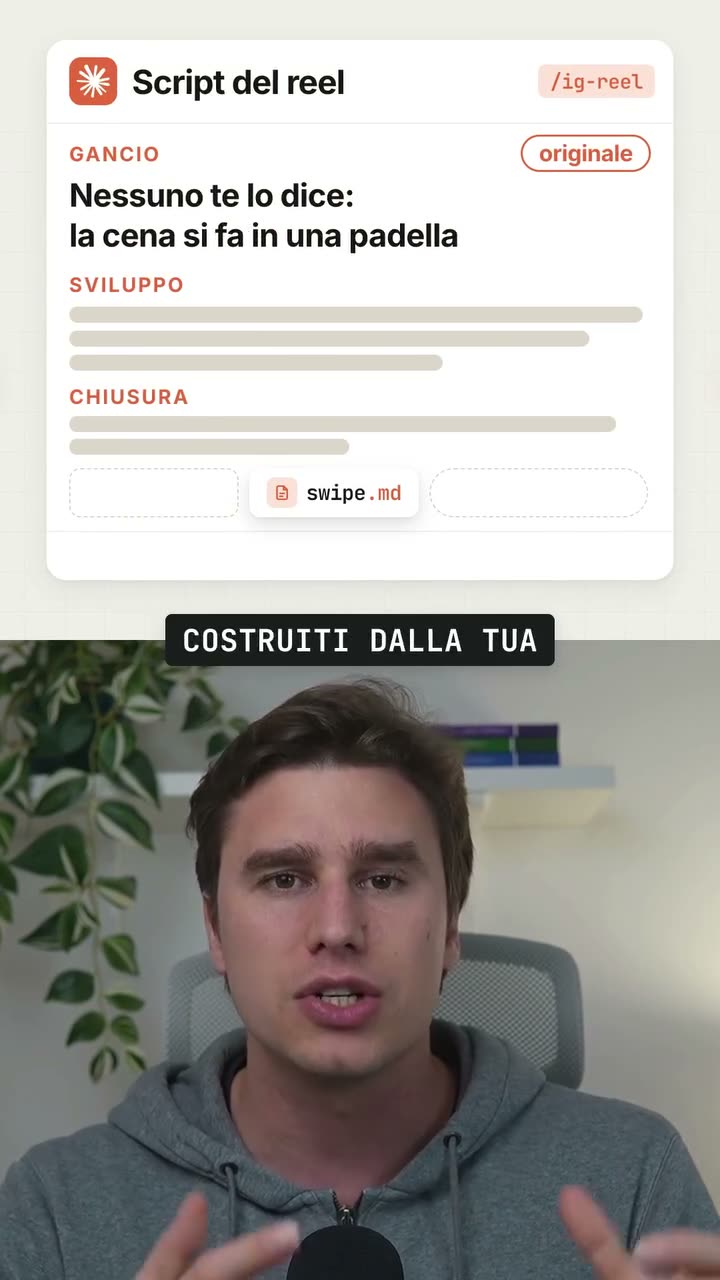 Script del reel
/ig-reel
GANCIO
originale
Nessuno te lo dice:
la cena si fa in una padella
SVILUPPO
CHIUSURA
swipe.md
COSTRUITI DALLA TUA